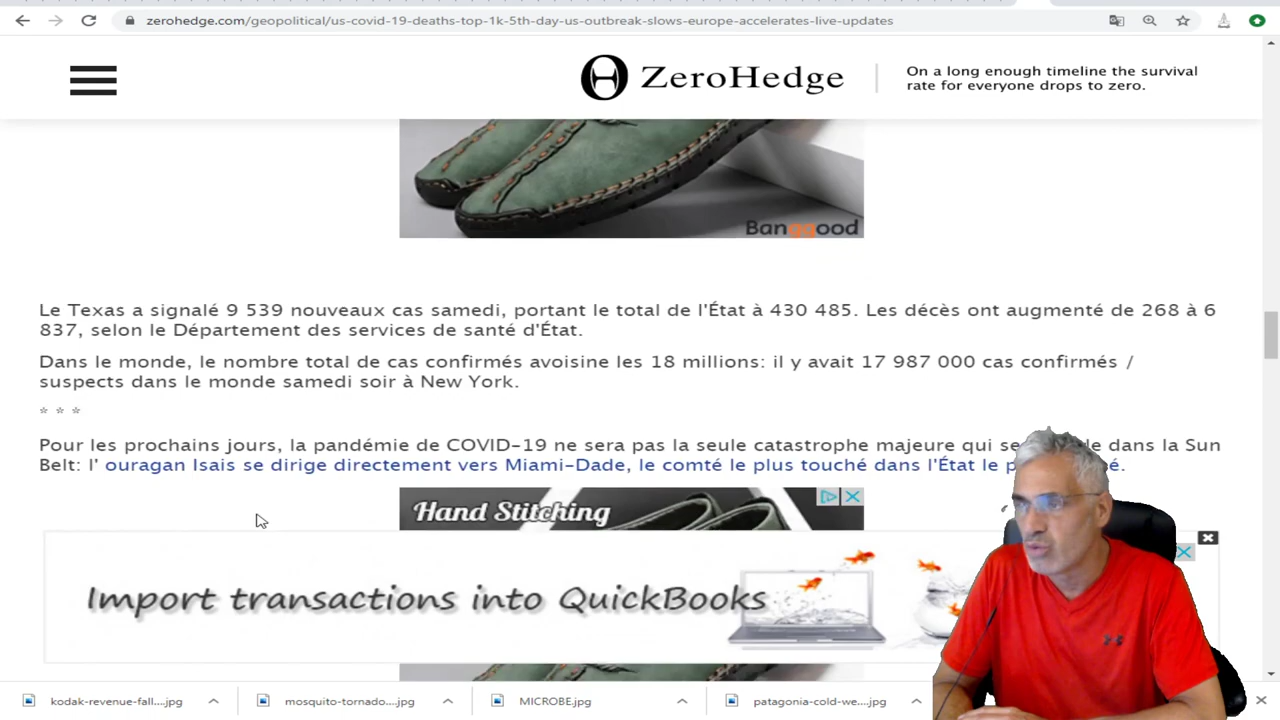 zerohedge.com/geopolitical/us-covid-19-deaths-top-1k-5th-day-us-outbreak-slows-europe-accelerates-live-updates
ZeroHedge
On a long enough timeline the survival
rate for everyone drops to zero.
Banggood
Le Texas a signalé 9 539 nouveaux cas samedi, portant le total de l'État à 430 485. Les décès ont augmenté de 268 à 6
837, selon le Département des services de santé d'État.
Dans le monde, le nombre total de cas confirmés avoisine les 18 millions: il y avait 17 987 000 cas confirmés /
suspects dans le monde samedi soir à New York.
* * *
Pour les prochains jours, la pandémie de COVID-19 ne sera pas la seule catastrophe majeure qui dans la Sun
Belt: l' ouragan Isais se dirige directement vers Miami-Dade, le comté le plus touché dans l'État le
Hand Stitching
Import transactions into QuickBooks
kodak-revenue-fall....jpg
mosquito-tornado....jpg
MICROBE.jpg
patagonia-cold-we....jpg